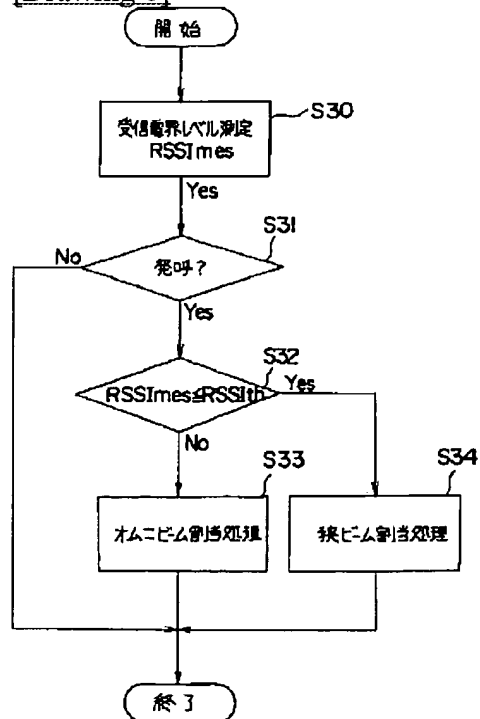 開始
S30
受信電界レベル測定
RSSImes
Yes
S31
No
発呼?
Yes
S32
RSSImes≦RSSIth
Yes
No
S33
S34
オムニビーム割当処理
狭ビーム割当処理
終了